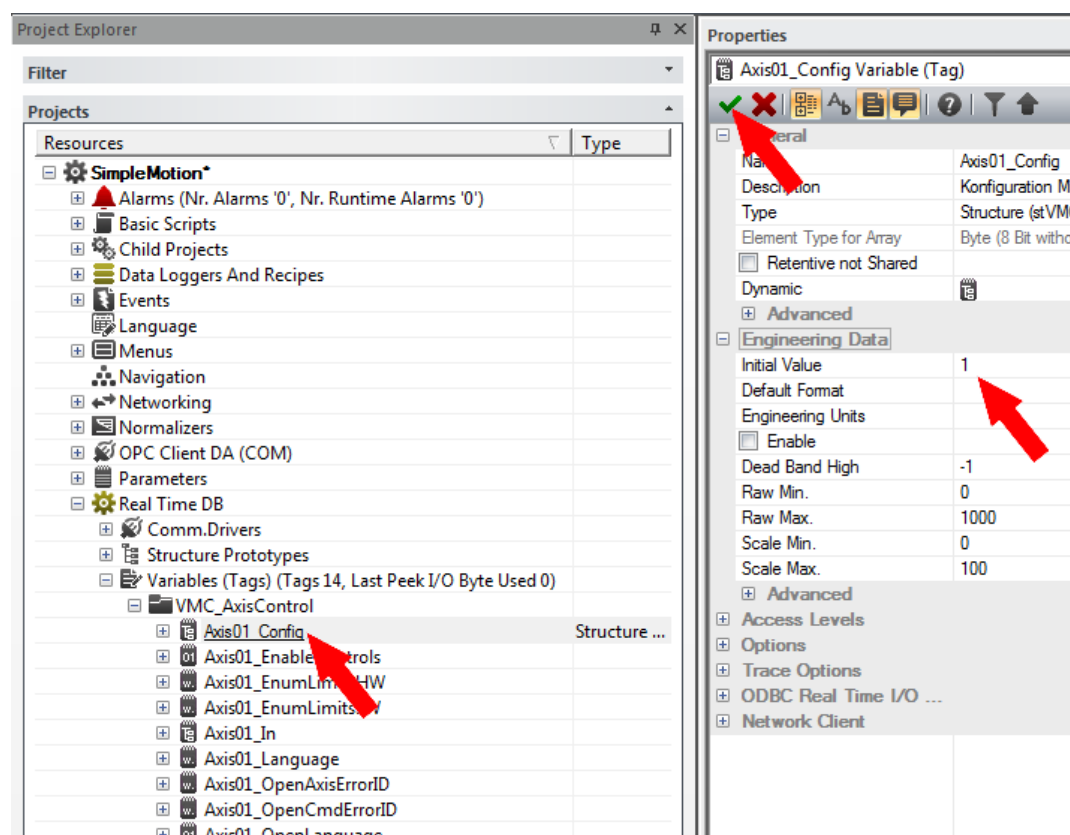 Project Explorer
Filter
Projects
Resources
Type
SimpleMotion*
Alarms (Nr. Alarms '0', Nr. Runtime Alarms '0')
Basic Scripts
Child Projects
Data Loggers And Recipes
Events
Language
Menus
Navigation
Networking
Normalizers
OPC Client DA (COM)
Parameters
Real Time DB
Comm.Drivers
Structure Prototypes
Variables (Tags) (Tags 14, Last Peek I/O Byte Used 0)
VMC_AxisControl
Axis01_Config
Structure ...
Axis01_In
Axis01_Language
Axis01_OpenAxisErrorID
Axis01_OpenCmdErrorID
Properties
Axis01_Config Variable (Tag)
Axis01_Config
Konfiguration
Type
Structure
Element Type for Array
Byte (8 Bit
Retentive not Shared
Dynamic
Advanced
Engineering Data
Initial Value
1
Default Format
Engineering Units
Enable
Dead Band High
-1
Raw Min.
0
Raw Max.
1000
Scale Min.
0
Scale Max.
100
Advanced
Access Levels
Options
Trace Options
ODBC Real Time I/O ...
Network Client